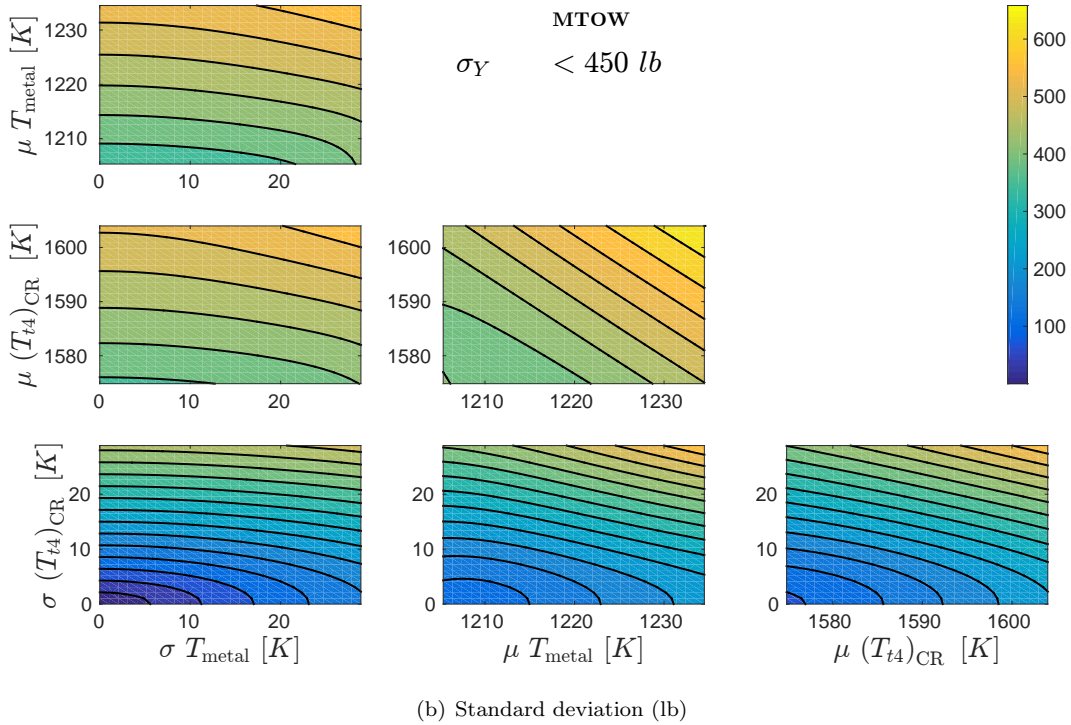 MTOW
σ_Y < 450 lb
μ T_metal [K]
1230
1220
1210
0 10 20
μ (T_t4)_CR [K]
1600
1590
1580
0 10 20
1600
1590
1580
1210 1220 1230
σ (T_t4)_CR [K]
20
10
0
0 10 20
σ T_metal [K]
20
10
0
1210 1220 1230
μ T_metal [K]
20
10
0
1580 1590 1600
μ (T_t4)_CR [K]
600
500
400
300
200
100
(b) Standard deviation (lb)